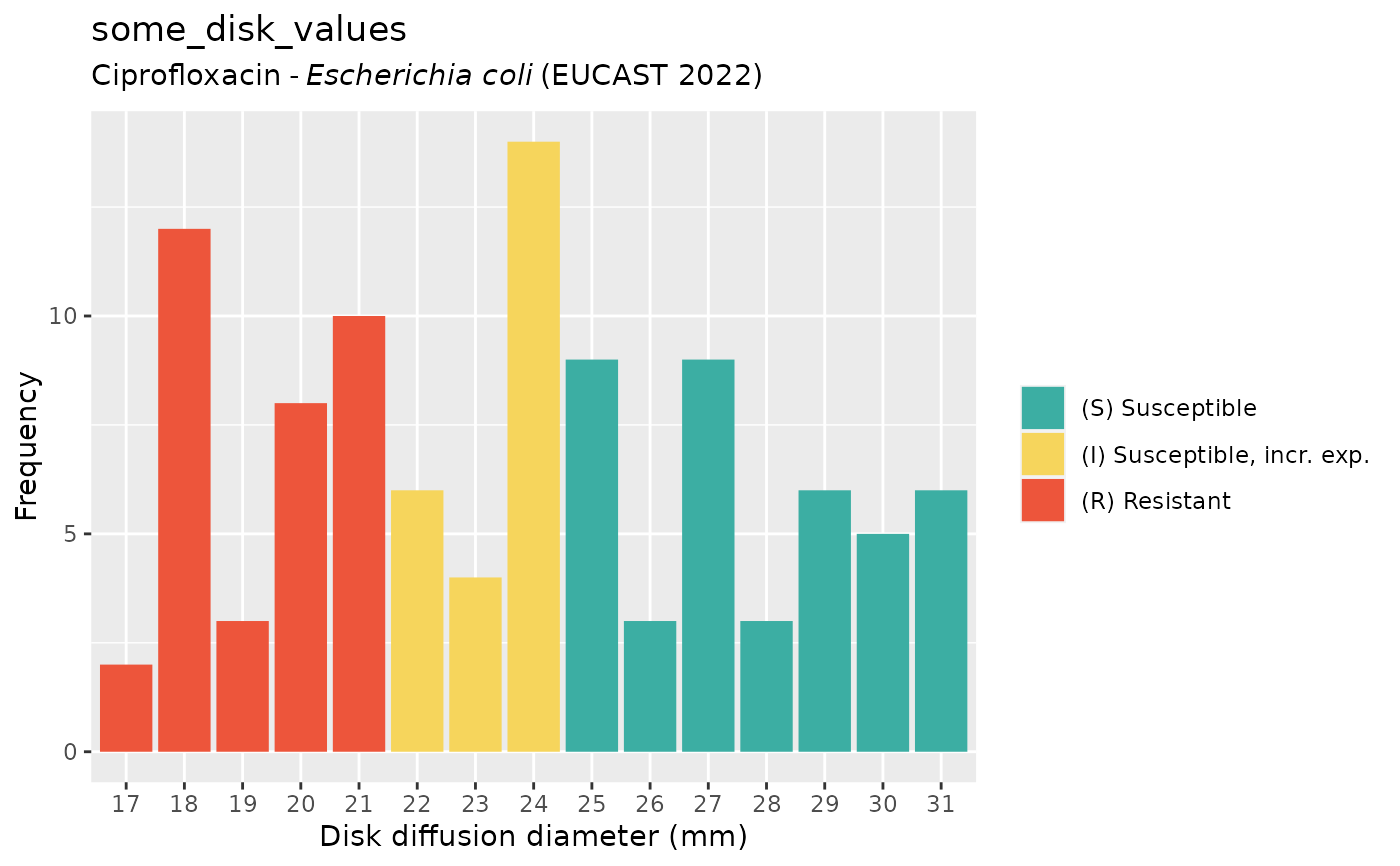 some_disk_values
Ciprofloxacin - Escherichia coli (EUCAST 2022)
Frequency
10
5
0
17 18 19 20 21 22 23 24 25 26 27 28 29 30 31
Disk diffusion diameter (mm)
(S) Susceptible
(I) Susceptible, incr. exp.
(R) Resistant